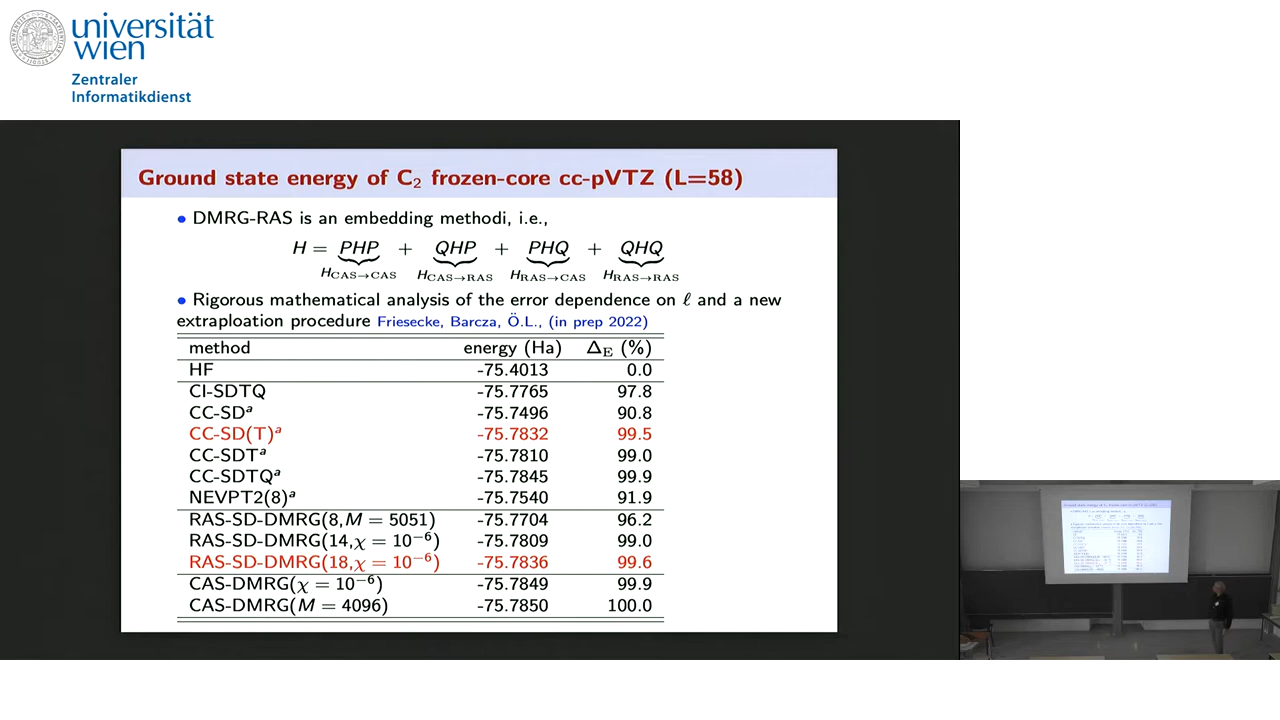 universität
wien
Zentraler
Informatikdienst
Ground state energy of C₂ frozen-core cc-pVTZ (L=58)
• DMRG-RAS is an embedding methodi, i.e.,
H = PHP + QHP + PHQ + QHQ
H_CAS→CAS H_CAS→RAS H_RAS→CAS H_RAS→RAS
• Rigorous mathematical analysis of the error dependence on ℓ and a new
extraploation procedure Friesecke, Barcza, Ö.L., (in prep 2022)
method energy (Ha) Δ_E (%)
HF -75.4013 0.0
CI-SDTQ -75.7765 97.8
CC-SDᵃ -75.7496 90.8
CC-SD(T)ᵃ -75.7832 99.5
CC-SDTᵃ -75.7810 99.0
CC-SDTQᵃ -75.7845 99.9
NEVPT2(8)ᵃ -75.7540 91.9
RAS-SD-DMRG(8,M = 5051) -75.7704 96.2
RAS-SD-DMRG(14,χ = 10⁻⁶) -75.7809 99.0
RAS-SD-DMRG(18,χ = 10⁻⁶) -75.7836 99.6
CAS-DMRG(χ = 10⁻⁶) -75.7849 99.9
CAS-DMRG(M = 4096) -75.7850 100.0